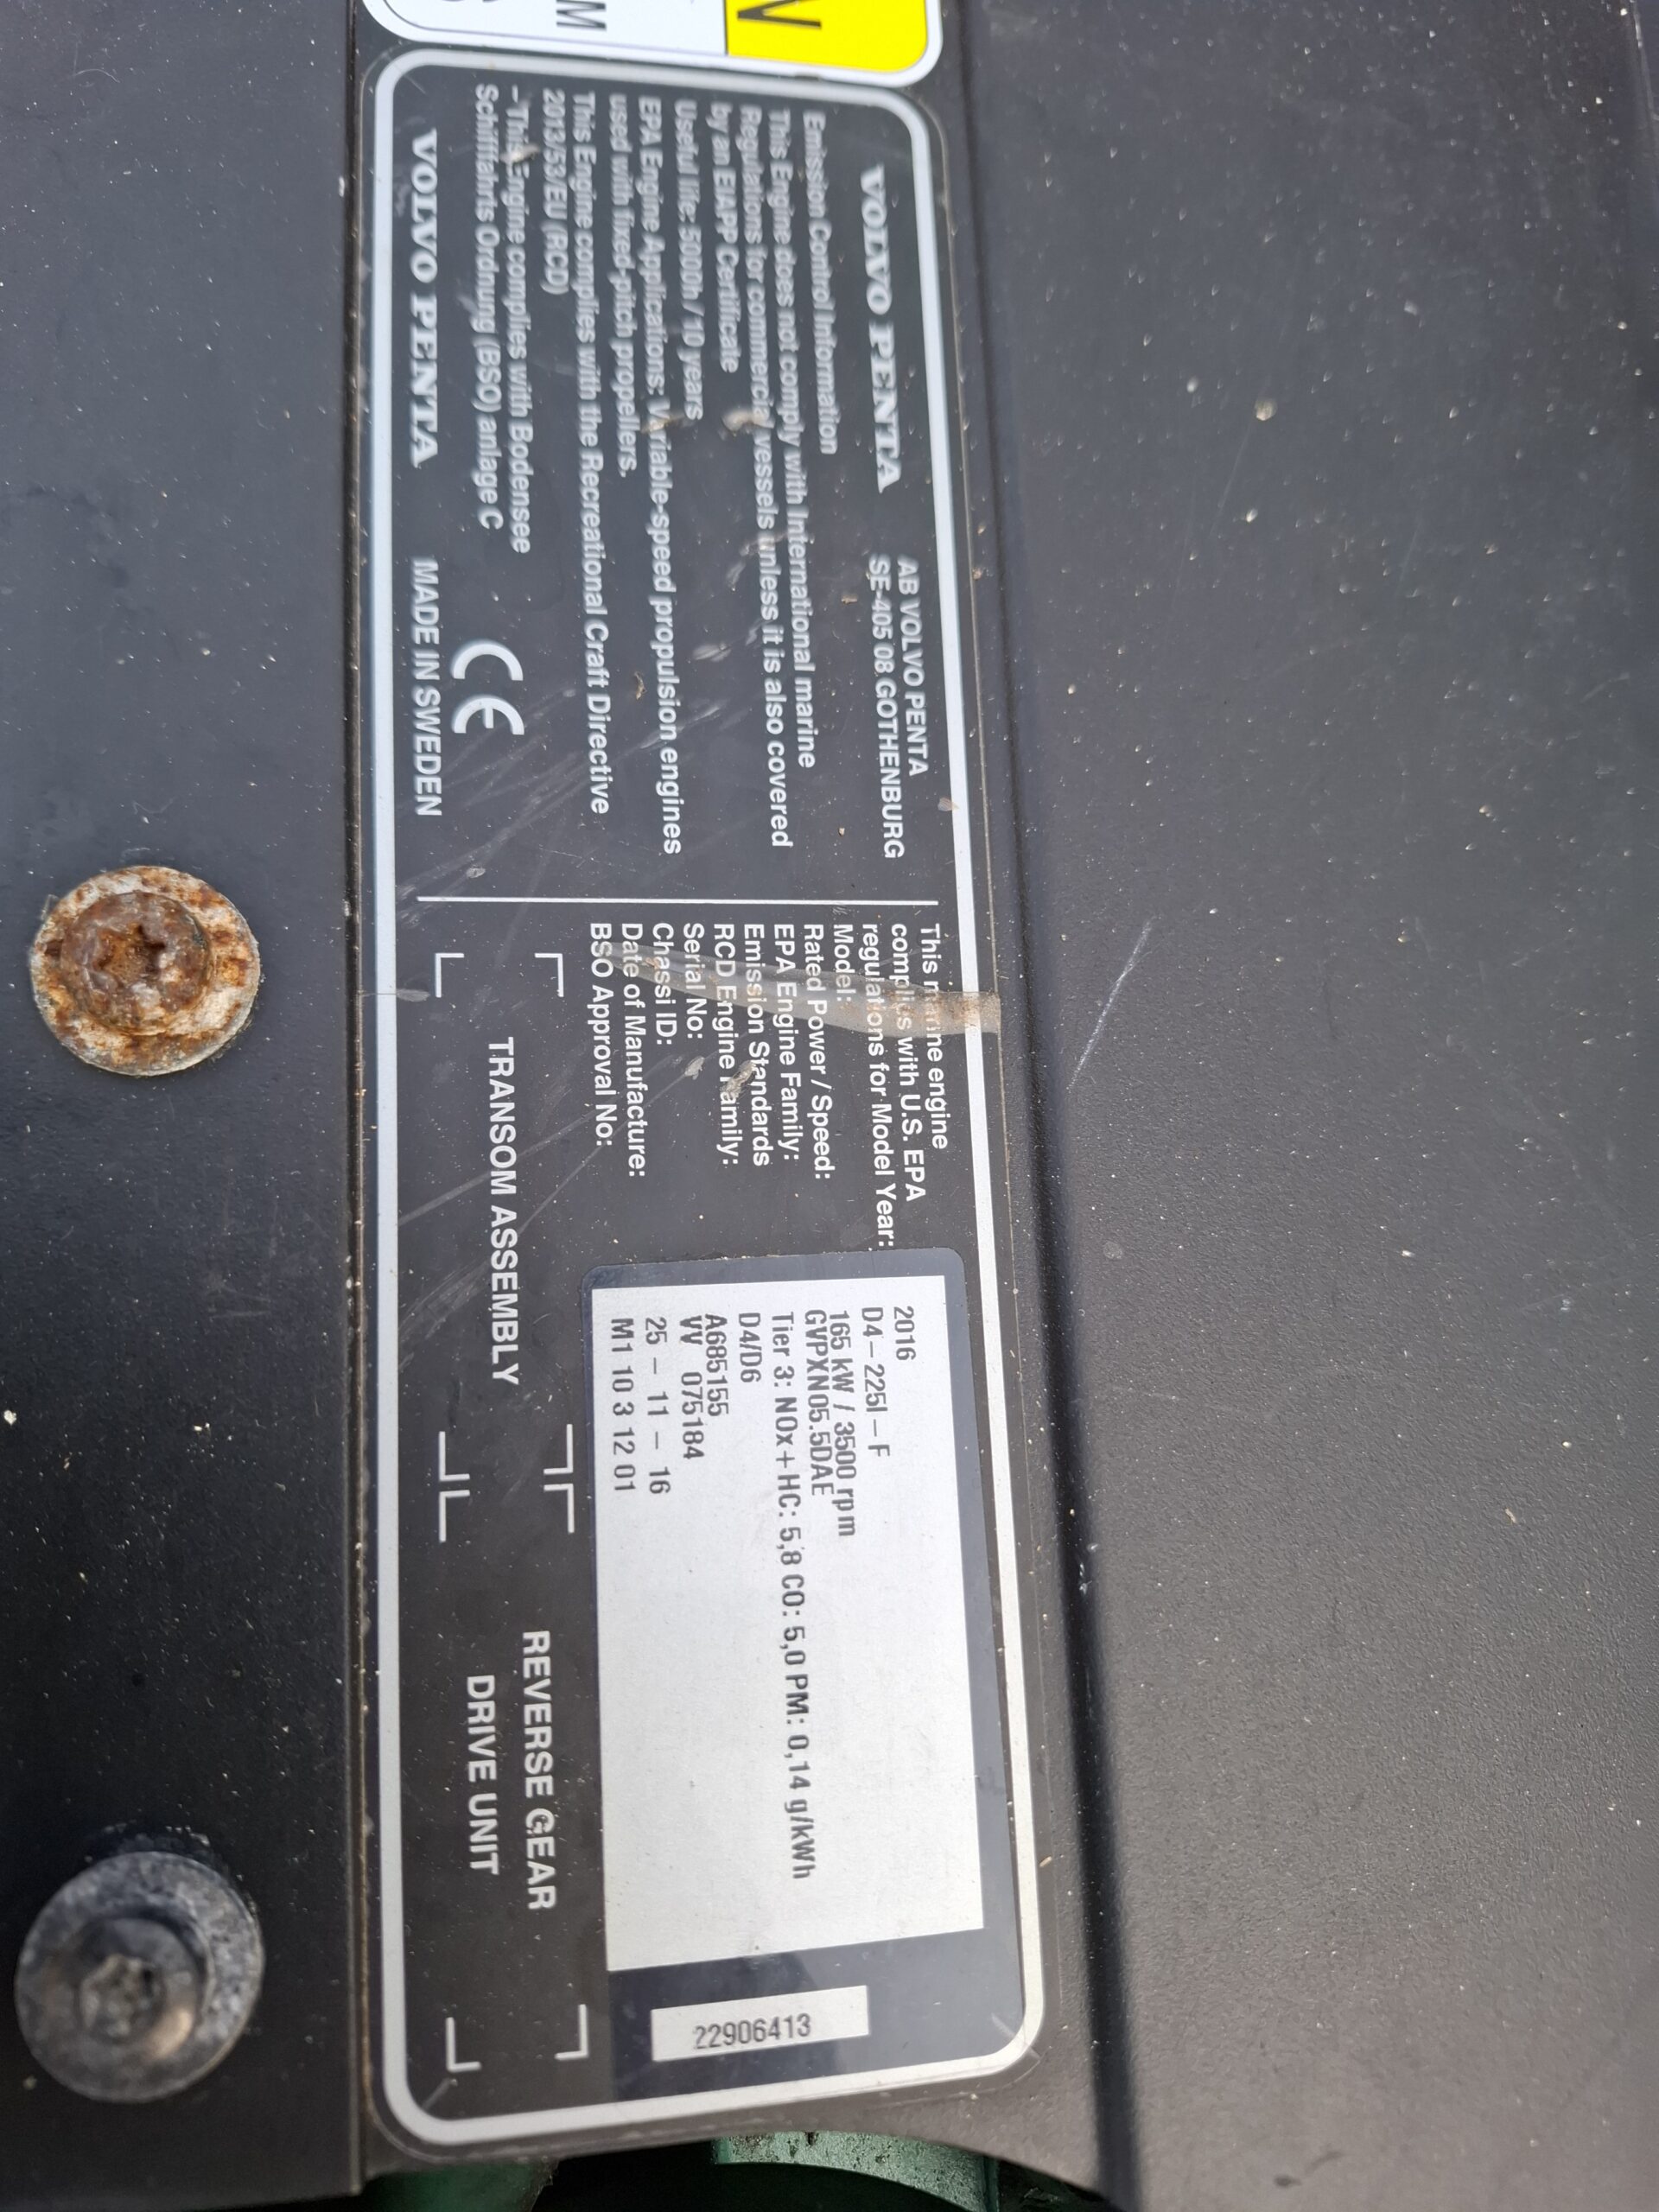 VOLVO PENTA
AB VOLVO PENTA
SE-405 08 GOTHENBURG
Emission Control Information
This Engine does not comply with International marine
Regulations for commercial vessels unless it is also covered
by an EIAPP Certificate
Useful life: 5000h / 10 years
EPA Engine Applications: Variable-speed propulsion engines
used with fixed-pitch propellers.
This Engine complies with the Recreational Craft Directive
2013/53/EU (RCD)
- This Engine complies with Bodensee
Schifffahrts Ordnung (BSO) anlage C
CE
VOLVO PENTA
MADE IN SWEDEN
This marine engine
complies with U.S. EPA
regulations for Model Year: 2016
Model: D4-225I-F
Rated Power / Speed: 165 kW / 3500 rpm
EPA Engine Family: GVPXN05.5DAE
Emission Standards Tier 3: NOx+HC: 5,8 CO: 5,0 PM: 0,14 g/kWh
RCD Engine Family: D4/D6
Serial No: A685155
Chassi ID: VV 075184
Date of Manufacture: 25-11-16
BSO Approval No: M1 10 3 12 01
22906413
TRANSOM ASSEMBLY
REVERSE GEAR
DRIVE UNIT